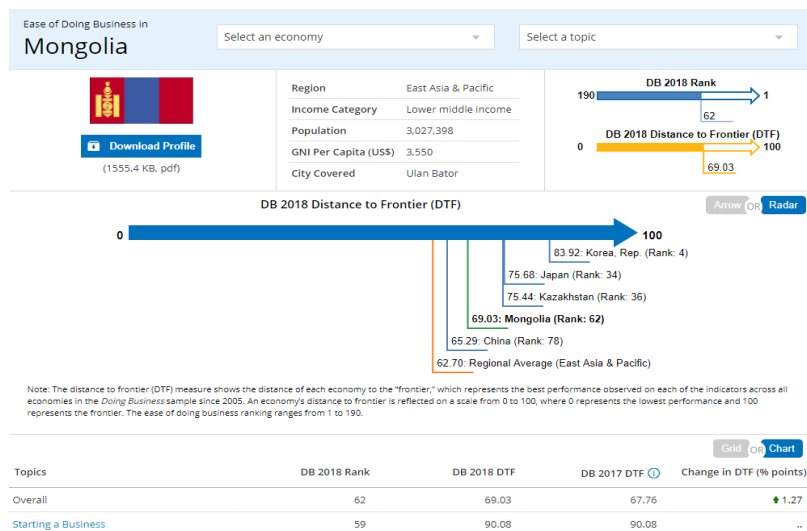 Ease of Doing Business in
Mongolia
Select an economy
Select a topic
Download Profile
(1555.4 KB, pdf)
Region East Asia & Pacific
Income Category Lower middle income
Population 3,027,398
GNI Per Capita (US$) 3,550
City Covered Ulan Bator
DB 2018 Rank
190 1
62
DB 2018 Distance to Frontier (DTF)
0 100
69.03
Arrow OR Radar
DB 2018 Distance to Frontier (DTF)
0 100
83.92: Korea, Rep. (Rank: 4)
75.68: Japan (Rank: 34)
75.44: Kazakhstan (Rank: 36)
69.03: Mongolia (Rank: 62)
65.29: China (Rank: 78)
62.70: Regional Average (East Asia & Pacific)
Note: The distance to frontier (DTF) measure shows the distance of each economy to the “frontier,” which represents the best performance observed on each of the indicators across all
economies in the Doing Business sample since 2005. An economy’s distance to frontier is reflected on a scale from 0 to 100, where 0 represents the lowest performance and 100
represents the frontier. The ease of doing business ranking ranges from 1 to 190.
Grid OR Chart
Topics DB 2018 Rank DB 2018 DTF DB 2017 DTF Change in DTF (% points)
Overall 62 69.03 67.76 1.27
Starting a Business 59 90.08 90.08 ..